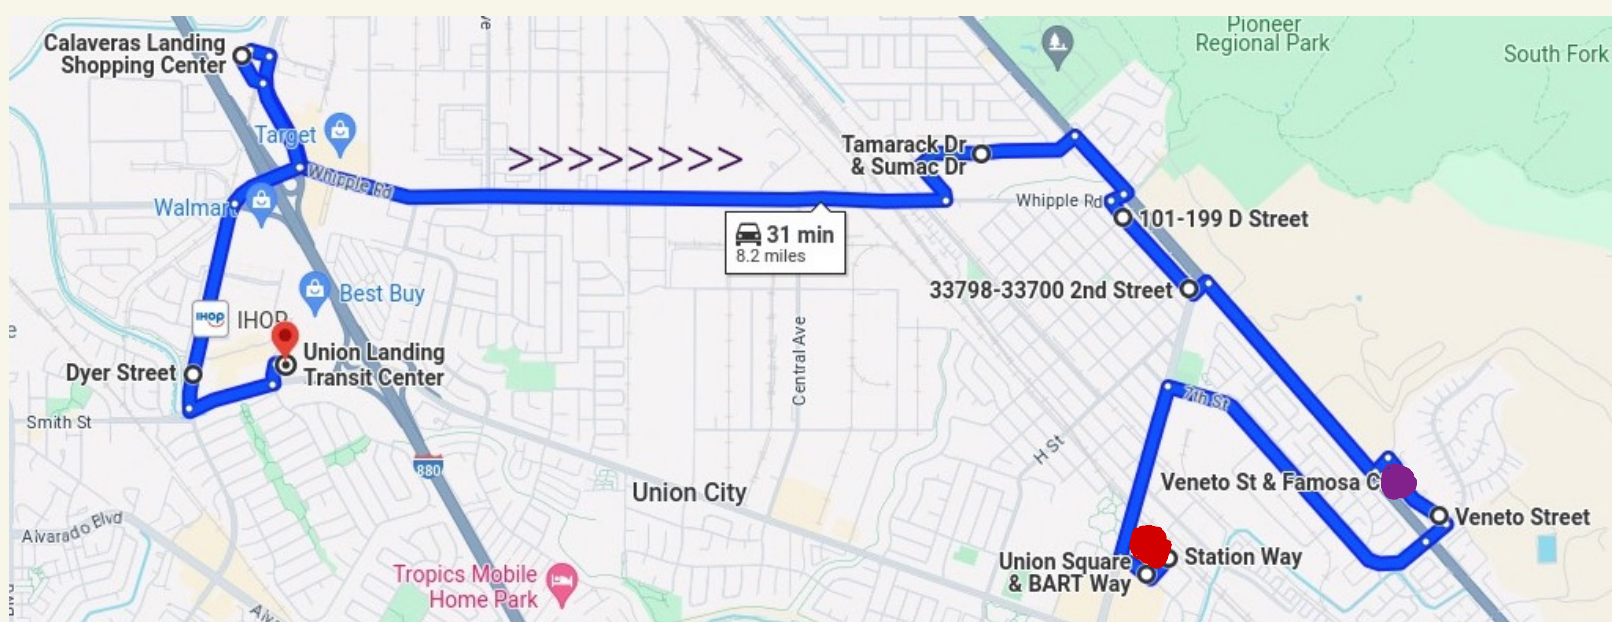 Pioneer
Regional Park
South Fork
Calaveras Landing
Shopping Center
Target
>>>>>>>>
Tamarack Dr
& Sumac Dr
Whipple Rd
Walmart
Whipple Rd
101-199 D Street
31 min
8.2 miles
33798-33700 2nd Street
Best Buy
IHOP
IHOP
Union Landing
Transit Center
Dyer Street
Central Ave
Smith St
7th St
H St
880
Union City
Veneto St & Famosa C
Veneto Street
Alvarado Blvd
Union Square
& BART Way
Station Way
Tropics Mobile
Home Park